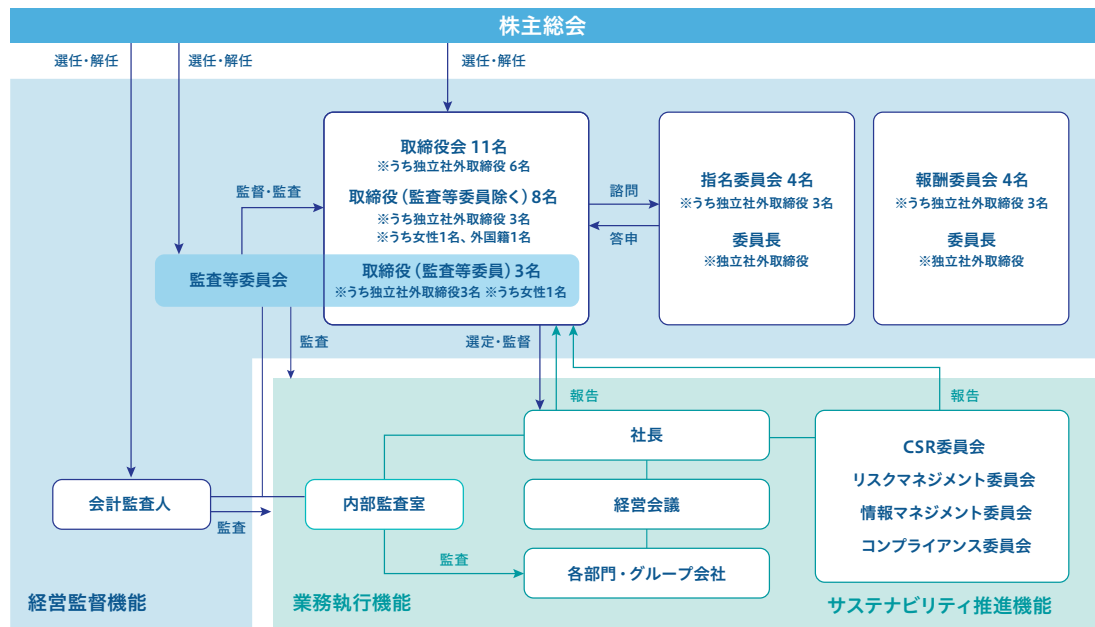 株主総会
選任・解任
選任・解任
選任・解任
取締役会 11名
※うち独立社外取締役 6名
取締役（監査等委員除く）8名
※うち独立社外取締役 3名
※うち女性1名、外国籍1名
監督・監査
諮問
答申
指名委員会 4名
※うち独立社外取締役 3名
委員長
※独立社外取締役
報酬委員会 4名
※うち独立社外取締役 3名
委員長
※独立社外取締役
監査等委員会
取締役（監査等委員）3名
※うち独立社外取締役3名 ※うち女性1名
監査
選定・監督
報告
報告
社長
CSR委員会
リスクマネジメント委員会
情報マネジメント委員会
コンプライアンス委員会
会計監査人
監査
内部監査室
経営会議
監査
各部門・グループ会社
経営監督機能
業務執行機能
サステナビリティ推進機能